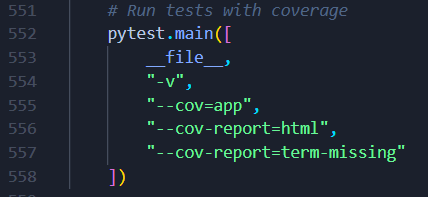 551 # Run tests with coverage
552 pytest.main([
553 __file__,
554 "-v",
555 "--cov=app",
556 "--cov-report=html",
557 "--cov-report=term-missing"
558 ])